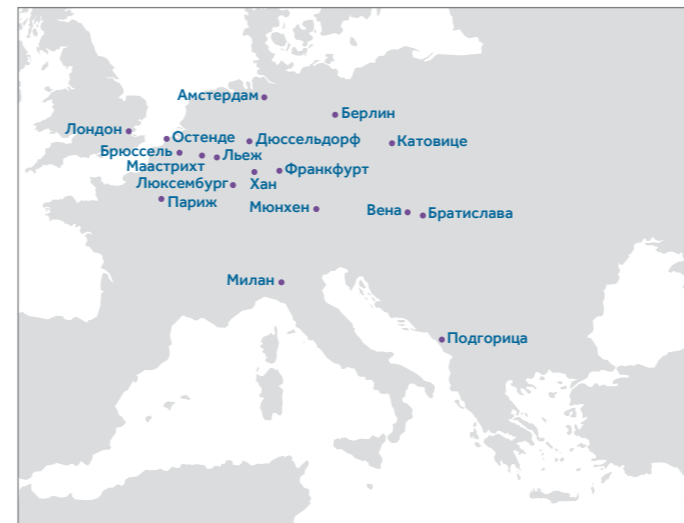 Амстердам
Берлин
Лондон
Остенде
Дюссельдорф
Катовице
Брюссель
Маастрихт
Льеж
Франкфурт
Люксембург
Хан
Париж
Мюнхен
Вена
Братислава
Милан
Подгорица